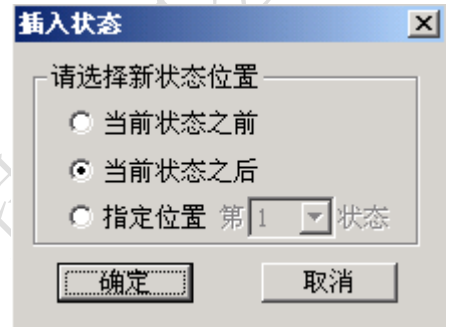 插入状态
请选择新状态位置
当前状态之前
当前状态之后
指定位置 第 1 状态
确定 取消